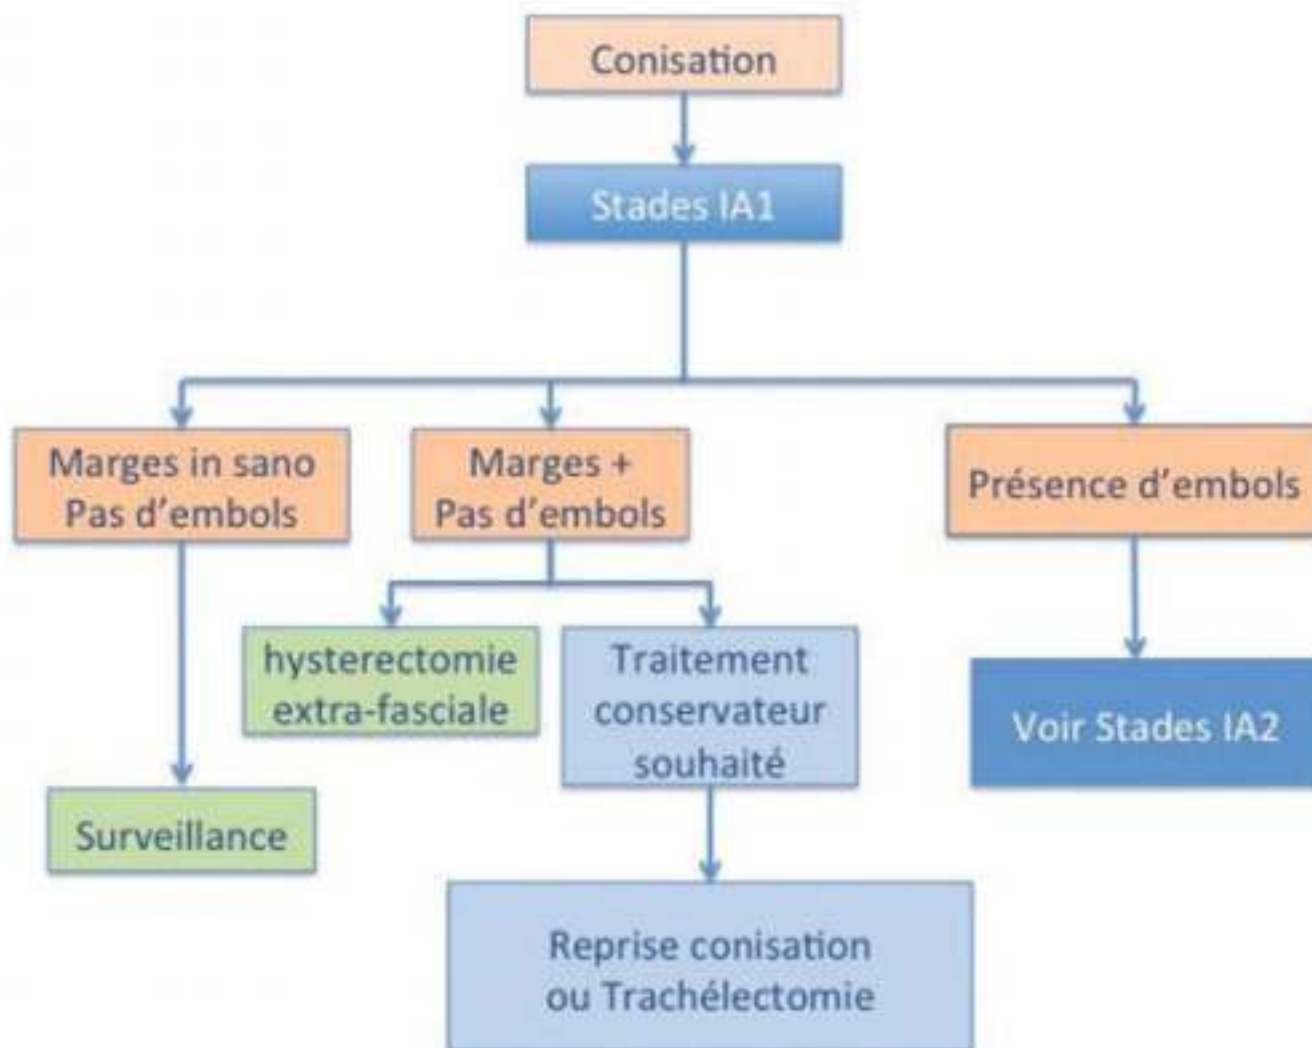 Conisation
Stades IA1
Marges in sano
Pas d'embols
Marges +
Pas d'embols
Présence d'embols
hysterectomie
extra-fasciale
Traitement
conservateur
souhaité
Voir Stades IA2
Surveillance
Reprise conisation
ou Trachélectomie